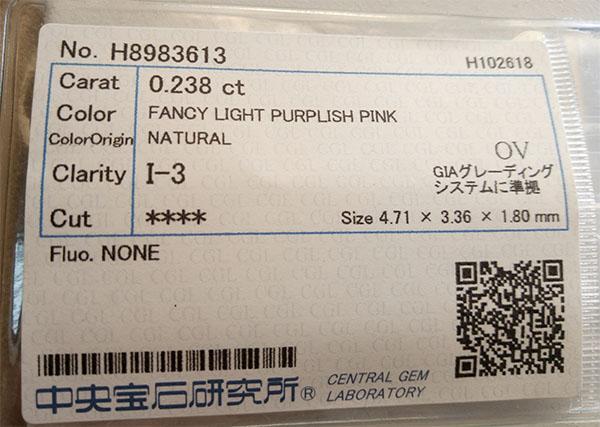 No. H8983613
H102618
Carat 0.238 ct
Color FANCY LIGHT PURPLISH PINK
ColorOrigin NATURAL
Clarity I-3
OV
GIAグレーディング
システムに準拠
Cut **** Size 4.71 × 3.36 × 1.80 mm
Fluo. NONE
中央宝石研究所® CENTRAL GEM
LABORATORY